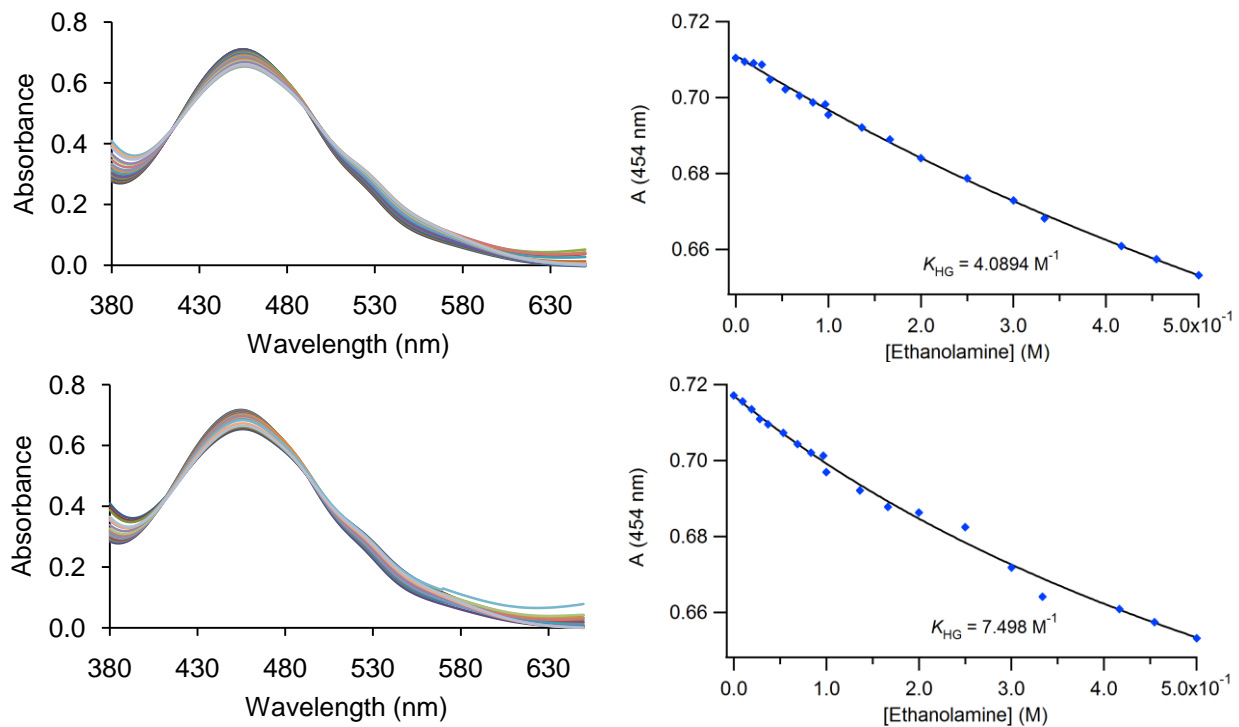 0.8
0.6
0.4
0.2
0.0
Absorbance
380 430 480 530 580 630
Wavelength (nm)
0.72
0.70
0.68
0.66
A (454 nm)
K_HG = 4.0894 M⁻¹
0.0 1.0 2.0 3.0 4.0 5.0x10⁻¹
[Ethanolamine] (M)
0.8
0.6
0.4
0.2
0.0
Absorbance
380 430 480 530 580 630
Wavelength (nm)
0.72
0.70
0.68
0.66
A (454 nm)
K_HG = 7.498 M⁻¹
0.0 1.0 2.0 3.0 4.0 5.0x10⁻¹
[Ethanolamine] (M)